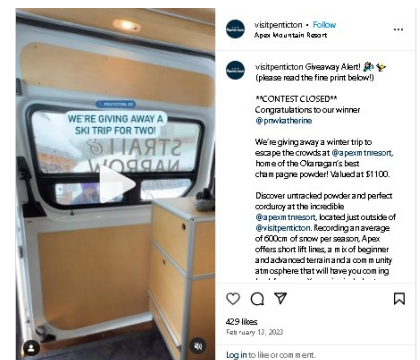 WE'RE GIVING AWAY A
SKI TRIP FOR TWO!
STRAIT &
NARROW
visitpenticton • Follow
Apex Mountain Resort
visitpenticton Giveaway Alert!
(please read the fine print below!)
**CONTEST CLOSED**
Congratulations to our winner
@pnwkatherine
We're giving away a winter trip to
escape the crowds at @apexmtnresort,
home of the Okanagan's best
champagne powder! Valued at $1100.
Discover untracked powder and perfect
corduroy at the incredible
@apexmtnresort, located just outside of
@visitpenticton. Recording an average
of 600cm of snow per season, Apex
offers short lift lines, a mix of beginner
and advanced terrain and a community
atmosphere that will have you coming
429 likes
February 13, 2023
Log in to like or comment.